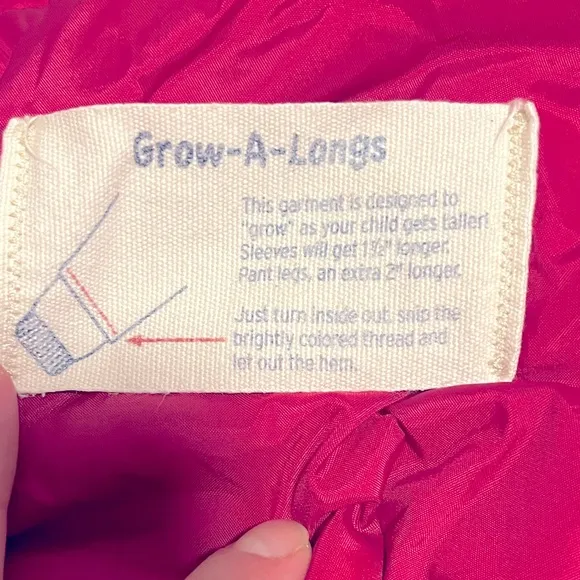 Grow-A-Longs
This garment is designed to
"grow" as your child gets taller!
Sleeves will get 1½" longer.
Pant legs, an extra 2" longer.
Just turn inside out, snip the
brightly colored thread and
let out the hem.